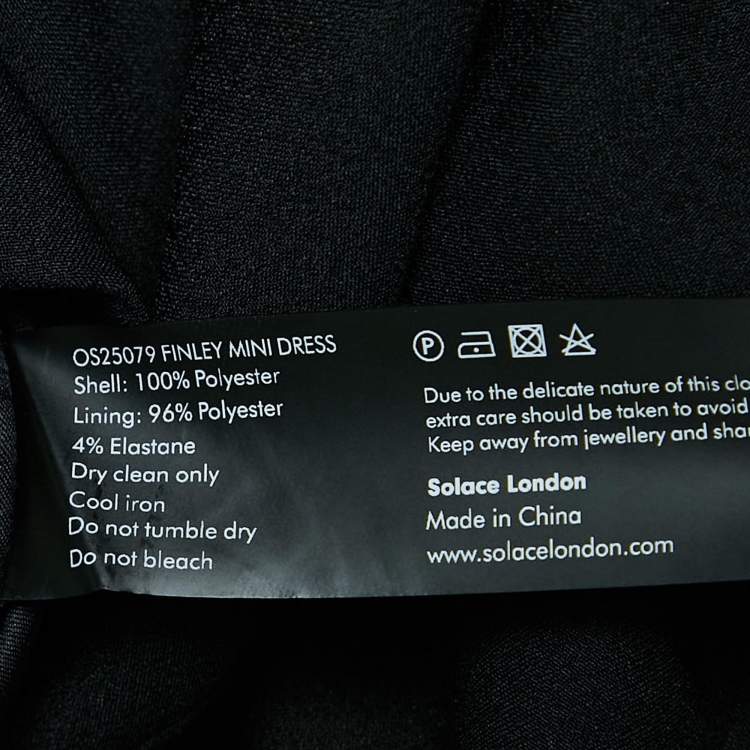 OS25079 FINLEY MINI DRESS
Shell: 100% Polyester
Lining: 96% Polyester
4% Elastane
Dry clean only
Cool iron
Do not tumble dry
Do not bleach
P
Due to the delicate nature of this
extra care should be taken to avoid
Keep away from jewellery and
Solace London
Made in China
www.solacelondon.com